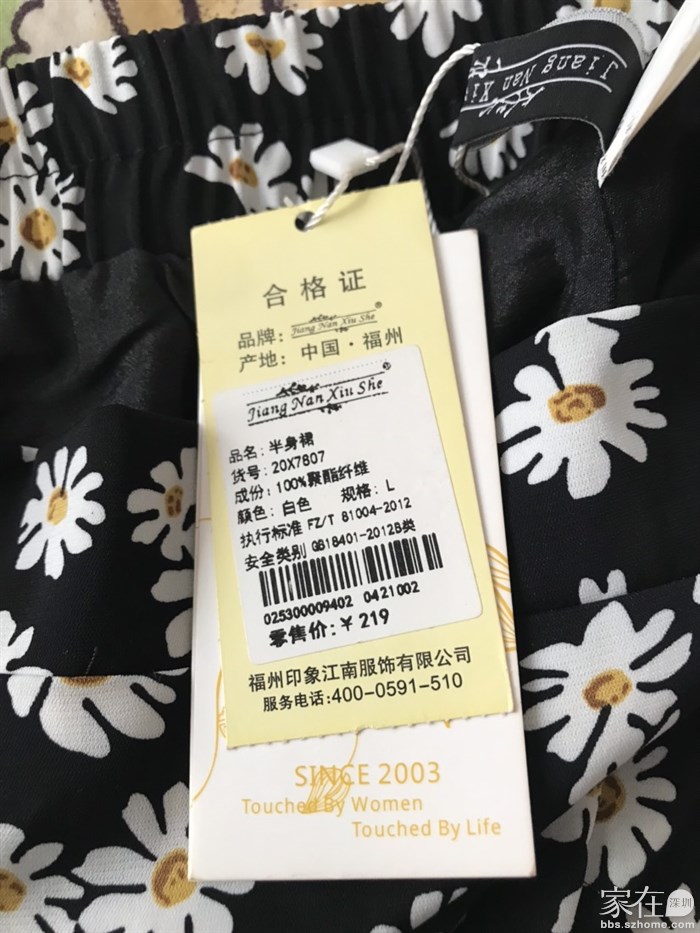 Jiang Nan Xi
合格证
品牌: Jiang Nan Xiu She®
产地: 中国·福州
Jiang Nan Xiu She®
品名: 半身裙
货号: 20X7807
成份: 100%聚酯纤维
颜色: 白色 规格: L
执行标准 FZ/T 81004-2012
安全类别 GB18401-2012B类
025300009402 0421002
零售价:￥219
福州印象江南服饰有限公司
服务电话:400-0591-510
SINCE 2003
Touched By Women
Touched By Life
家在深圳
bbs.szhome.com